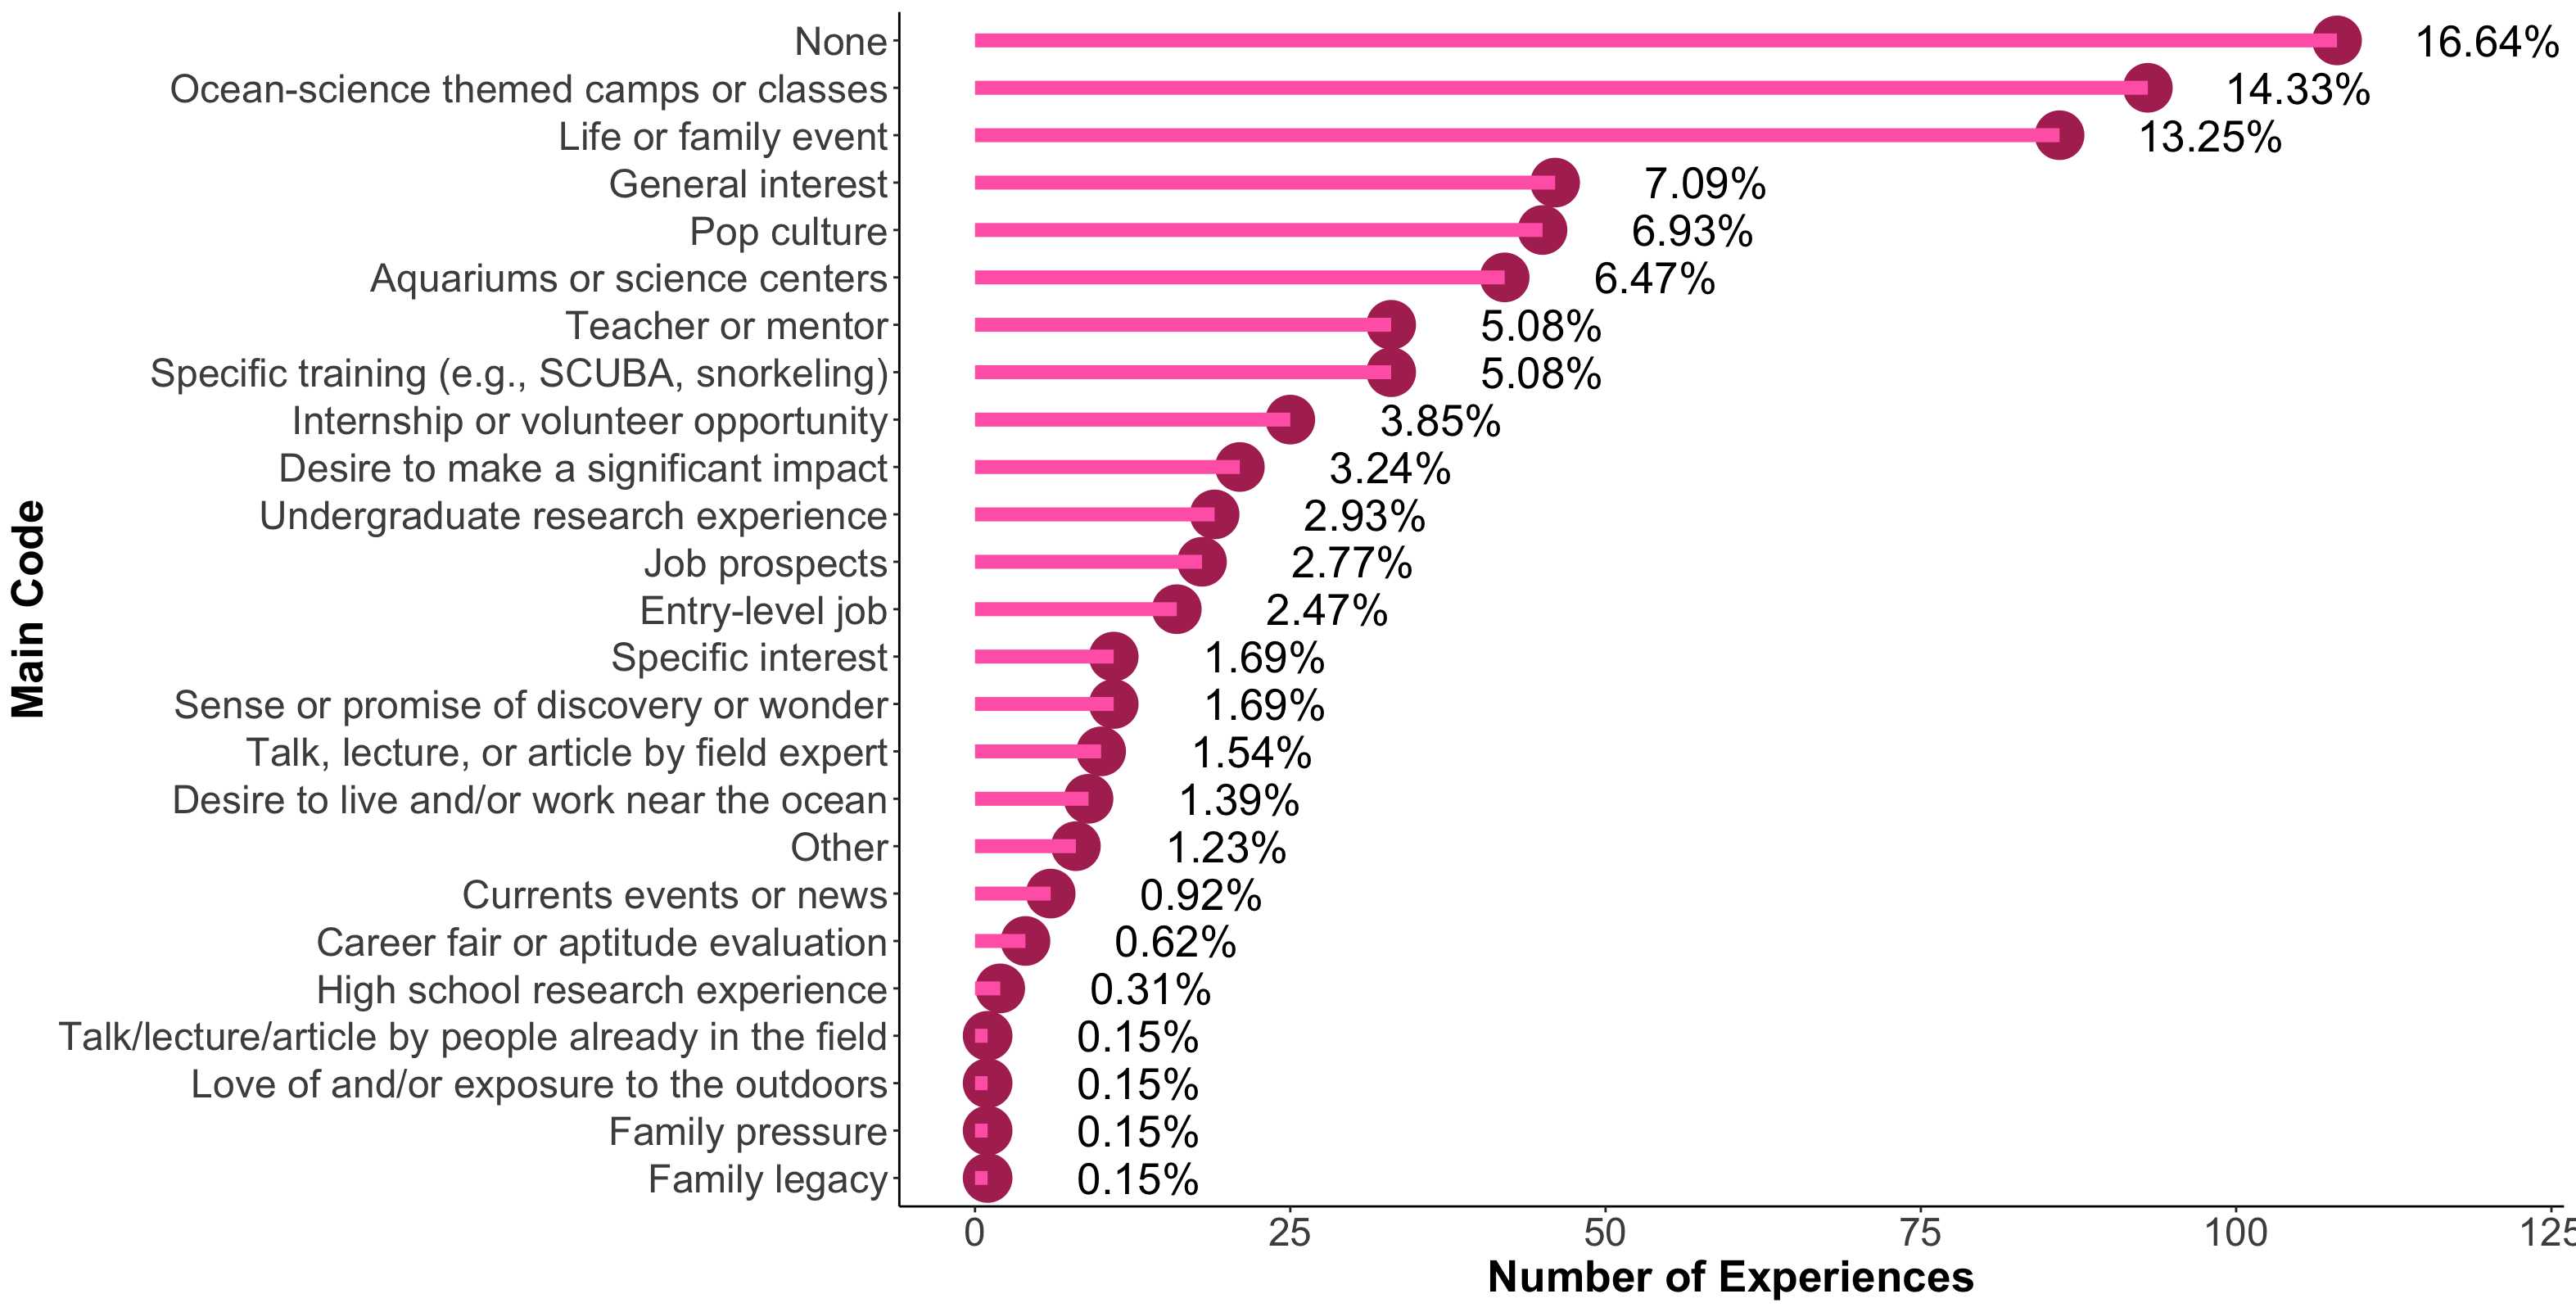 None 16.64%
Ocean-science themed camps or classes 14.33%
Life or family event 13.25%
General interest 7.09%
Pop culture 6.93%
Aquariums or science centers 6.47%
Teacher or mentor 5.08%
Specific training (e.g., SCUBA, snorkeling) 5.08%
Internship or volunteer opportunity 3.85%
Desire to make a significant impact 3.24%
Undergraduate research experience 2.93%
Job prospects 2.77%
Entry-level job 2.47%
Specific interest 1.69%
Sense or promise of discovery or wonder 1.69%
Talk, lecture, or article by field expert 1.54%
Desire to live and/or work near the ocean 1.39%
Other 1.23%
Currents events or news 0.92%
Career fair or aptitude evaluation 0.62%
High school research experience 0.31%
Talk/lecture/article by people already in the field 0.15%
Love of and/or exposure to the outdoors 0.15%
Family pressure 0.15%
Family legacy 0.15%
Main Code
0 25 50 75 100 125
Number of Experiences